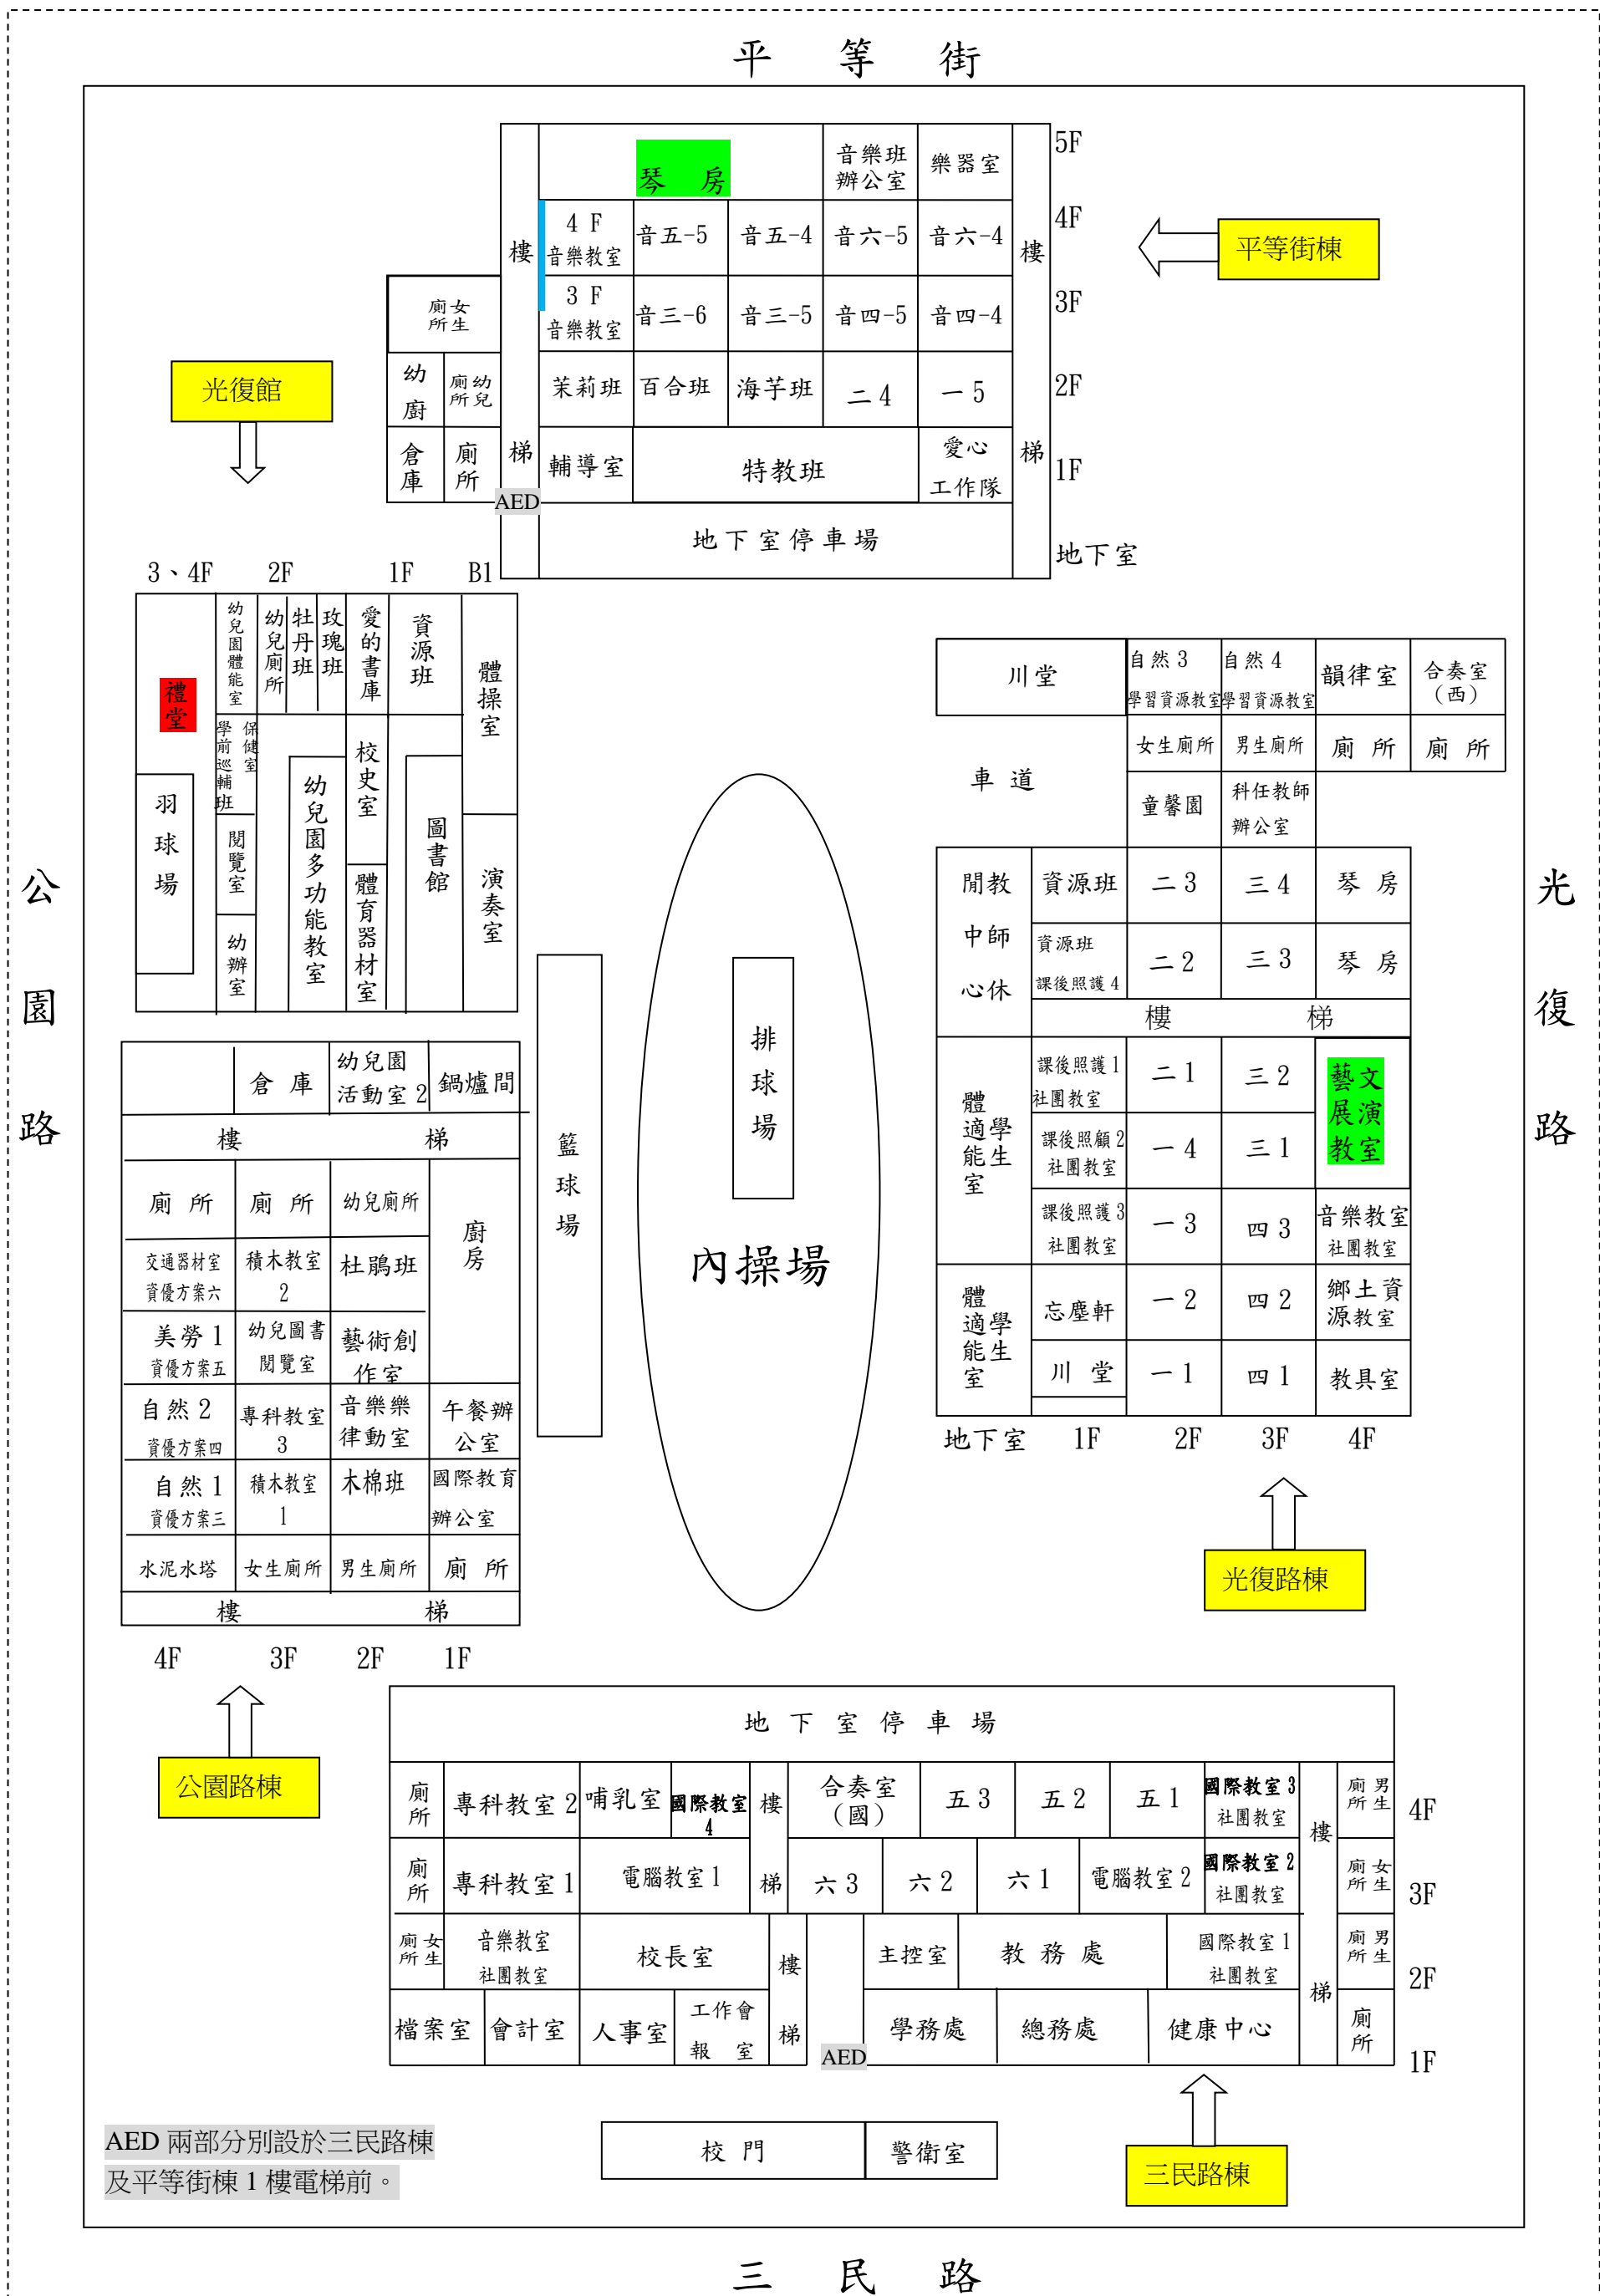 平等街
琴 房
音樂班
辦公室
樂器室
5F
4 F
音樂教室
音五-5
音五-4
音六-5
音六-4
4F
樓
樓
平等街棟
3 F
音樂教室
音三-6
音三-5
音四-5
音四-4
3F
女生
廁所
光復館
幼廚
幼兒
廁所
茉莉班
百合班
海芋班
二 4
一 5
2F
倉庫
廁所
梯
輔導室
特教班
愛心
工作隊
梯
1F
AED
地下室停車場
地下室
3、4F
2F
1F
B1
禮堂
羽球場
幼兒園體能室
保健室
學前巡輔班
閱覽室
幼辦室
幼兒廁所
牡丹班
玫瑰班
幼兒園多功能教室
愛的書庫
校史室
體育器材室
資源班
圖書館
體操室
演奏室
川堂
自然 3
學習資源教室
自然 4
學習資源教室
韻律室
合奏室
(西)
女生廁所
男生廁所
廁 所
廁 所
車 道
童馨園
科任教師
辦公室
教師休
閒中心
資源班
二 3
三 4
琴 房
資源班
課後照護 4
二 2
三 3
琴 房
樓 梯
學生
體適能室
課後照護 1
社團教室
二 1
三 2
藝文
展演
教室
課後照顧 2
社團教室
一 4
三 1
課後照護 3
社團教室
一 3
四 3
音樂教室
社團教室
學生
體適能室
忘塵軒
一 2
四 2
鄉土資
源教室
川 堂
一 1
四 1
教具室
地下室
1F
2F
3F
4F
光復路棟
公園路
光復路
排球場
籃球場
內操場
倉 庫
幼兒園
活動室 2
鍋爐間
樓 梯
廁 所
廁 所
幼兒廁所
廚房
交通器材室
資優方案六
積木教室
2
杜鵑班
美勞 1
資優方案五
幼兒圖書
閱覽室
藝術創
作室
自然 2
資優方案四
專科教室
3
音樂樂
律動室
午餐辦
公室
自然 1
資優方案三
積木教室
1
木棉班
國際教育
辦公室
水泥水塔
女生廁所
男生廁所
廁 所
樓 梯
4F
3F
2F
1F
公園路棟
地下室停車場
廁所
專科教室 2
哺乳室
國際教室
4
樓
合奏室
(國)
五 3
五 2
五 1
國際教室 3
社團教室
樓
男生
廁所
4F
廁所
專科教室 1
電腦教室 1
梯
六 3
六 2
六 1
電腦教室 2
國際教室 2
社團教室
女生
廁所
3F
女生
廁所
音樂教室
社團教室
校長室
樓
主控室
教務處
國際教室 1
社團教室
梯
男生
廁所
2F
檔案室
會計室
人事室
工作會
報 室
梯
AED
學務處
總務處
健康中心
廁所
1F
AED 兩部分別設於三民路棟
及平等街棟 1 樓電梯前。
校 門
警衛室
三民路棟
三民路